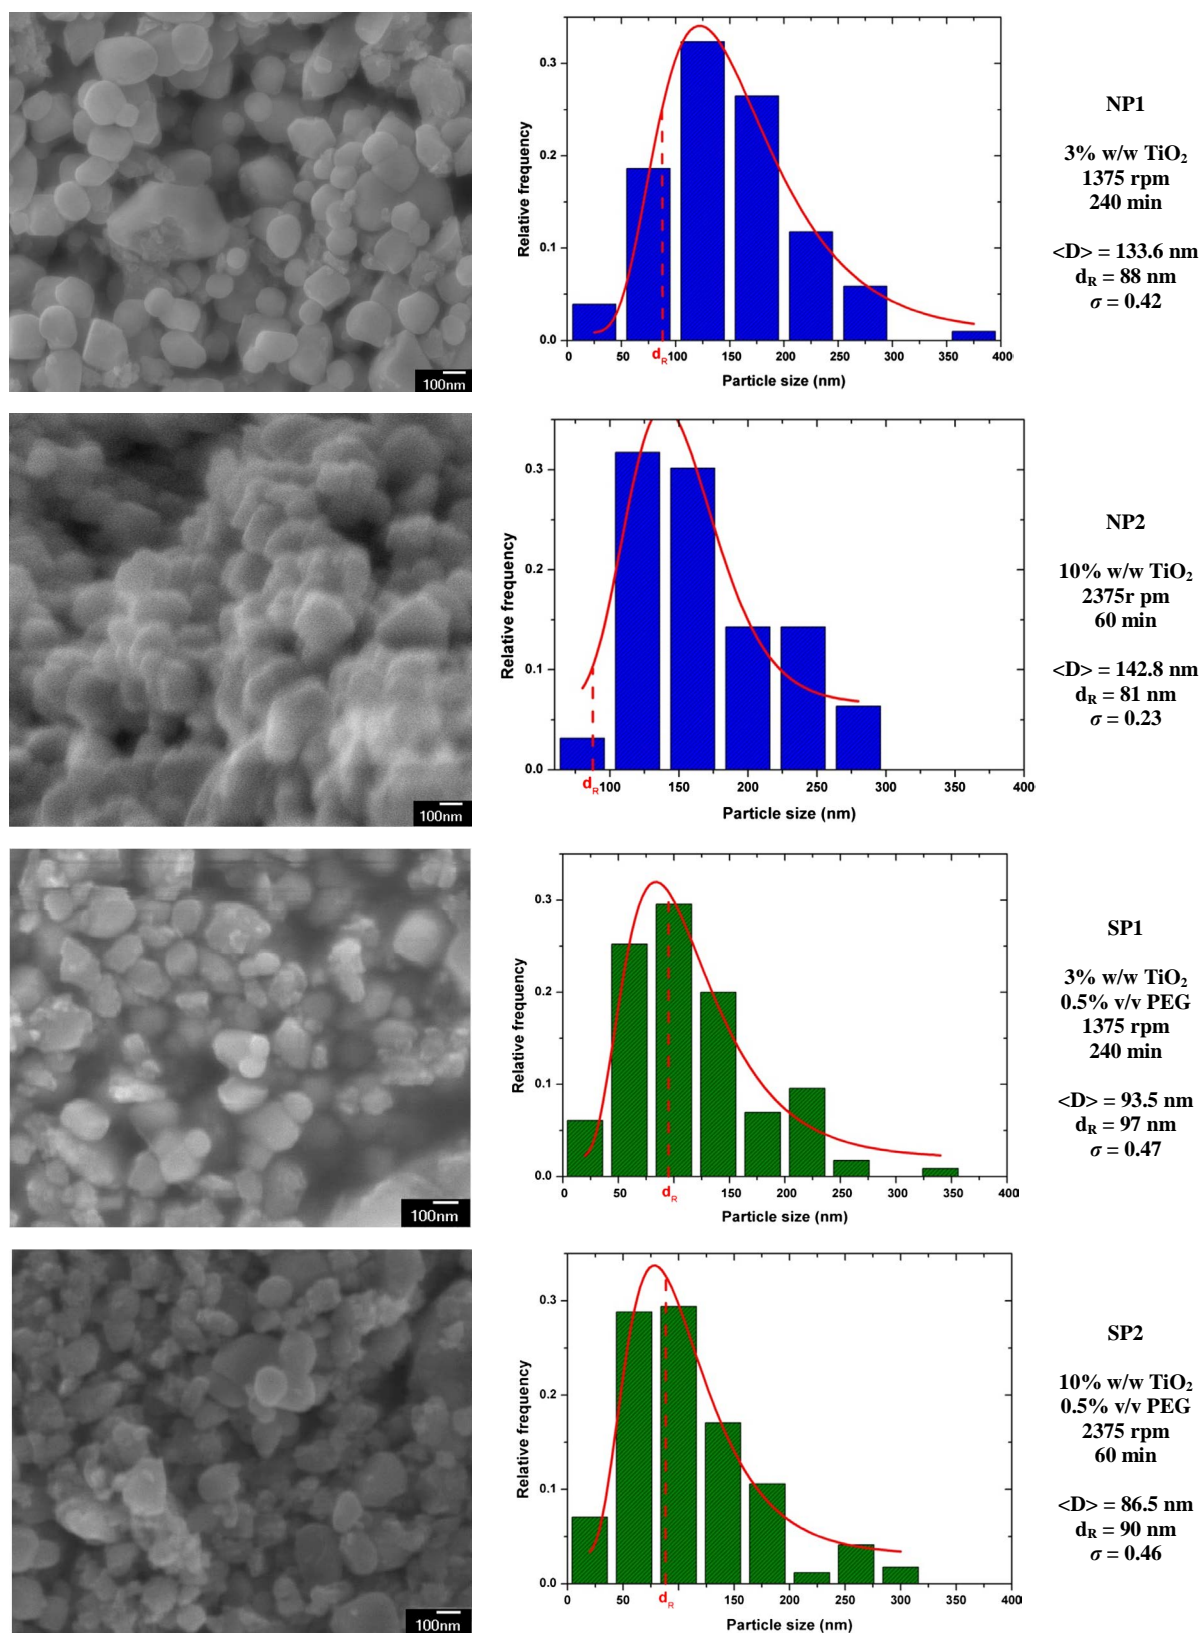 100nm
0.3
0.2
0.1
0.0
Relative frequency
0 50 100 150 200 250 300 350 400
dR
Particle size (nm)
NP1
3% w/w TiO2
1375 rpm
240 min
<D> = 133.6 nm
dR = 88 nm
σ = 0.42
100nm
0.3
0.2
0.1
0.0
Relative frequency
dR 100 150 200 250 300 350 400
Particle size (nm)
NP2
10% w/w TiO2
2375r pm
60 min
<D> = 142.8 nm
dR = 81 nm
σ = 0.23
100nm
0.3
0.2
0.1
0.0
Relative frequency
0 50 100 150 200 250 300 350 400
dR
Particle size (nm)
SP1
3% w/w TiO2
0.5% v/v PEG
1375 rpm
240 min
<D> = 93.5 nm
dR = 97 nm
σ = 0.47
100nm
0.3
0.2
0.1
0.0
Relative frequency
0 50 100 150 200 250 300 350 400
dR
Particle size (nm)
SP2
10% w/w TiO2
0.5% v/v PEG
2375 rpm
60 min
<D> = 86.5 nm
dR = 90 nm
σ = 0.46